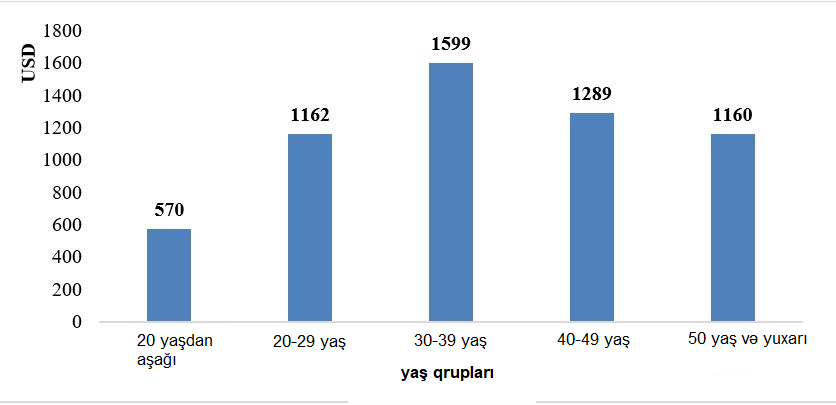 USD
1800
1600
1400
1200
1000
800
600
400
200
0
570
1162
1599
1289
1160
20 yaşdan
aşağı
20-29 yaş
30-39 yaş
40-49 yaş
50 yaş və yuxarı
yaş qrupları